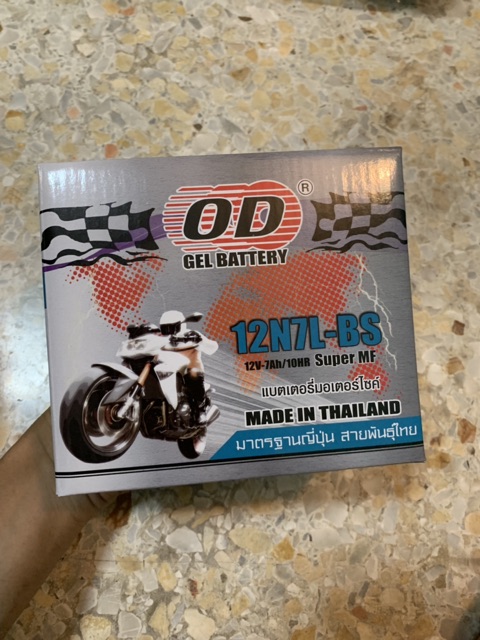 OD®
GEL BATTERY
12N7L-BS
12V-7Ah/10HR Super MF
แบตเตอรี่มอเตอร์ไซค์
MADE IN THAILAND
มาตรฐานญี่ปุ่น สายพันธุ์ไทย